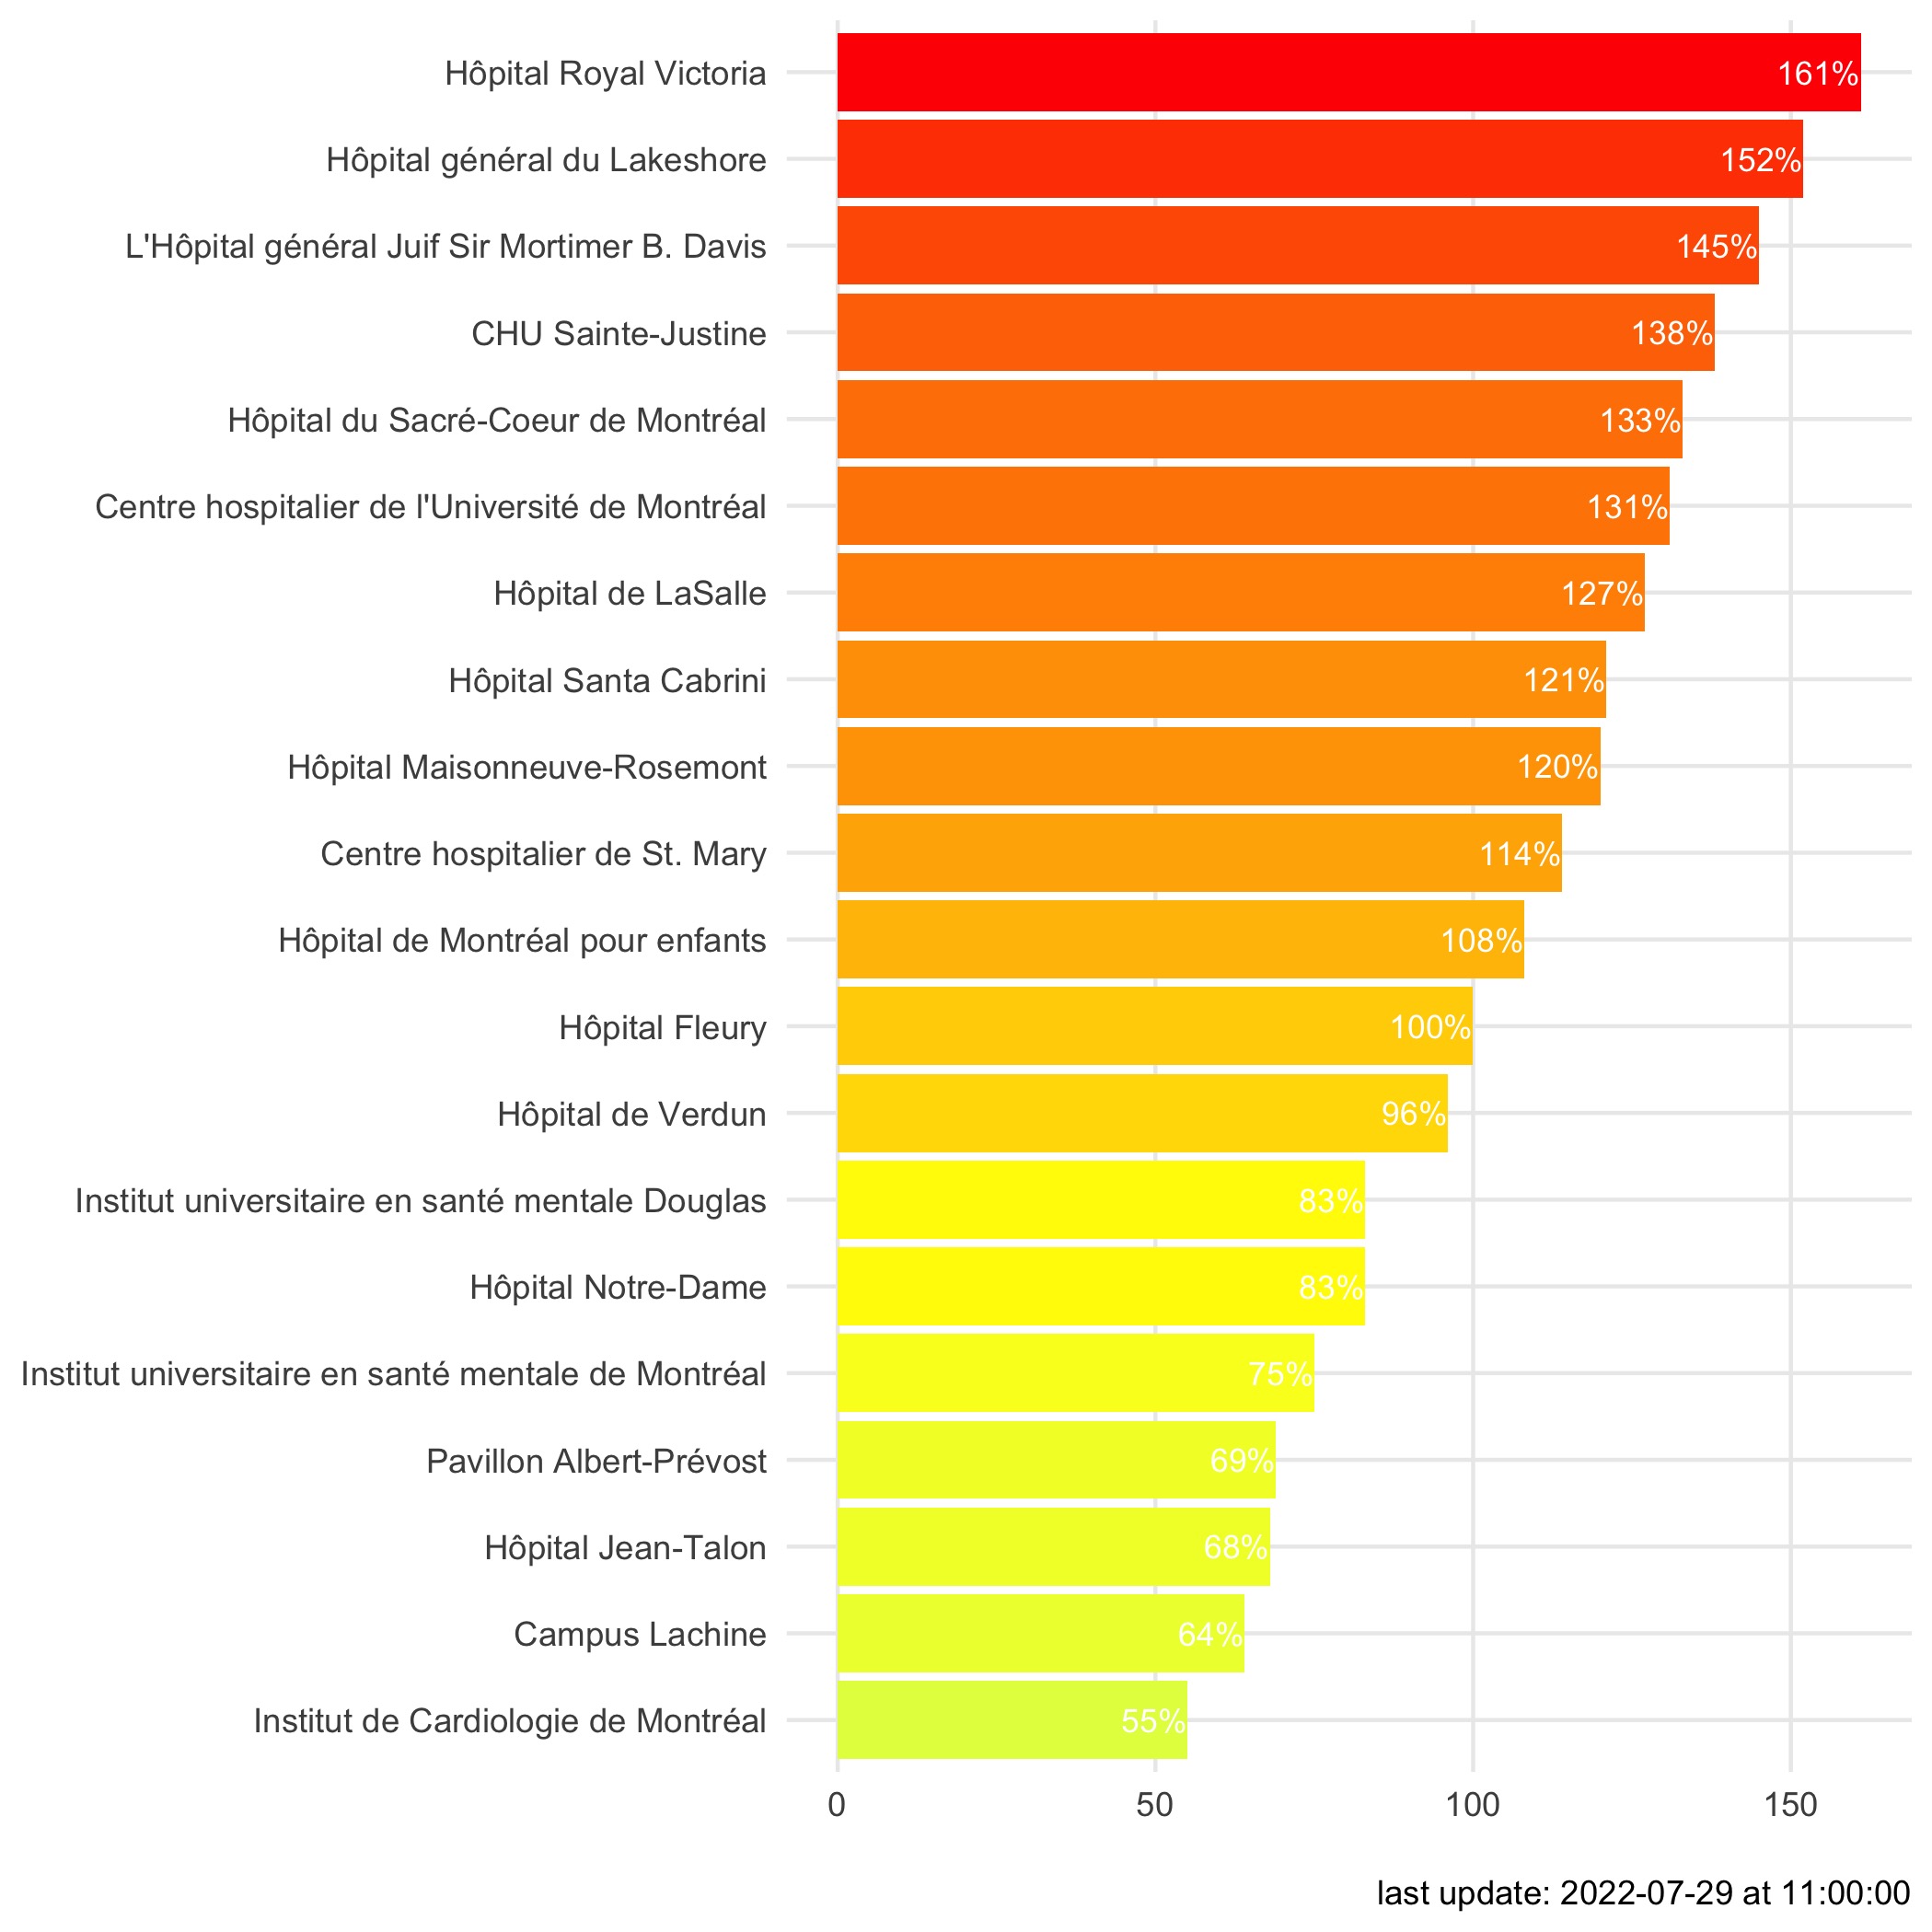 Hôpital Royal Victoria 161%
Hôpital général du Lakeshore 152%
L'Hôpital général Juif Sir Mortimer B. Davis 145%
CHU Sainte-Justine 138%
Hôpital du Sacré-Coeur de Montréal 133%
Centre hospitalier de l'Université de Montréal 131%
Hôpital de LaSalle 127%
Hôpital Santa Cabrini 121%
Hôpital Maisonneuve-Rosemont 120%
Centre hospitalier de St. Mary 114%
Hôpital de Montréal pour enfants 108%
Hôpital Fleury 100%
Hôpital de Verdun 96%
Institut universitaire en santé mentale Douglas 83%
Hôpital Notre-Dame 83%
Institut universitaire en santé mentale de Montréal 75%
Pavillon Albert-Prévost 69%
Hôpital Jean-Talon 68%
Campus Lachine 64%
Institut de Cardiologie de Montréal 55%
0 50 100 150
last update: 2022-07-29 at 11:00:00